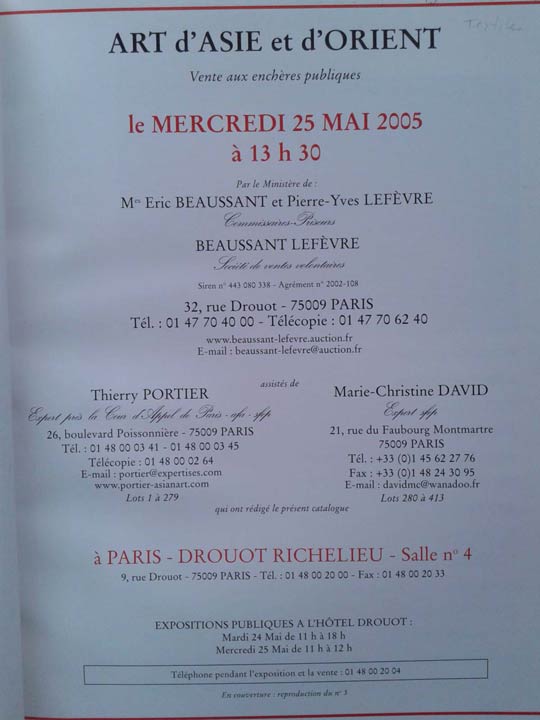 Textiles
ART d'ASIE et d'ORIENT
Vente aux enchères publiques
le MERCREDI 25 MAI 2005
à 13 h 30
Par le Ministère de :
Mes Eric BEAUSSANT et Pierre-Yves LEFÈVRE
Commissaires-Priseurs
BEAUSSANT LEFÈVRE
Société de ventes volontaires
Siren n° 443 080 338 - Agrément n° 2002-108
32, rue Drouot - 75009 PARIS
Tél. : 01 47 70 40 00 - Télécopie : 01 47 70 62 40
www.beaussant-lefevre.auction.fr
E-mail : beaussant-lefevre@auction.fr
assistés de
Thierry PORTIER
Expert près la Cour d'Appel de Paris - afa - sfep
26, boulevard Poissonnière - 75009 PARIS
Tél. : 01 48 00 03 41 - 01 48 00 03 45
Télécopie : 01 48 00 02 64
E-mail : portier@expertises.com
www.portier-asianart.com
Lots 1 à 279
Marie-Christine DAVID
Expert sfep
21, rue du Faubourg Montmartre
75009 PARIS
Tél. : +33 (0)1 45 62 27 76
Fax : +33 (0)1 48 24 30 95
E-mail : davidmc@wanadoo.fr
Lots 280 à 413
qui ont rédigé le présent catalogue
à PARIS - DROUOT RICHELIEU - Salle n° 4
9, rue Drouot - 75009 PARIS - Tél. : 01 48 00 20 00 - Fax : 01 48 00 20 33
EXPOSITIONS PUBLIQUES A L'HÔTEL DROUOT :
Mardi 24 Mai de 11 h à 18 h
Mercredi 25 Mai de 11 h à 12 h
Téléphone pendant l'exposition et la vente : 01 48 00 20 04
En couverture : reproduction du n° 5